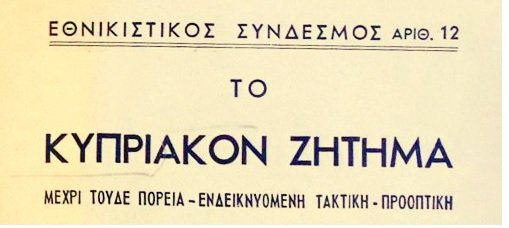 ΕΘΝΙΚΙΣΤΙΚΟΣ ΣΥΝΔΕΣΜΟΣ ΑΡΙΘ. 12
ΤΟ
ΚΥΠΡΙΑΚΟΝ ΖΗΤΗΜΑ
ΜΕΧΡΙ ΤΟΥΔΕ ΠΟΡΕΙΑ - ΕΝΔΕΙΚΝΥΟΜΕΝΗ ΤΑΚΤΙΚΗ - ΠΡΟΟΠΤΙΚΗ